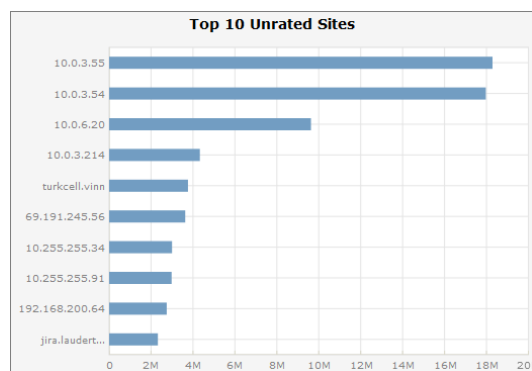 Top 10 Unrated Sites
10.0.3.55
10.0.3.54
10.0.6.20
10.0.3.214
turkcell.vinn
69.191.245.56
10.255.255.34
10.255.255.91
192.168.200.64
jira.laudert...
0 2M 4M 6M 8M 10M 12M 14M 16M 18M 20